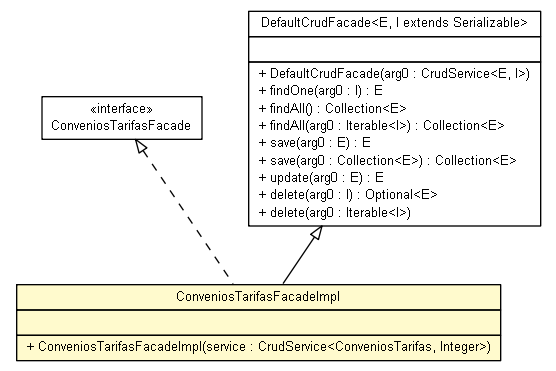 DefaultCrudFacade<E, I extends Serializable>
+ DefaultCrudFacade(arg0 : CrudService<E, I>)
+ findOne(arg0 : I) : E
+ findAll() : Collection<E>
+ findAll(arg0 : Iterable<I>) : Collection<E>
+ save(arg0 : E) : E
+ save(arg0 : Collection<E>) : Collection<E>
+ update(arg0 : E) : E
+ delete(arg0 : I) : Optional<E>
+ delete(arg0 : Iterable<I>)
«interface»
ConveniosTarifasFacade
ConveniosTarifasFacadeImpl
+ ConveniosTarifasFacadeImpl(service : CrudService<ConveniosTarifas, Integer>)